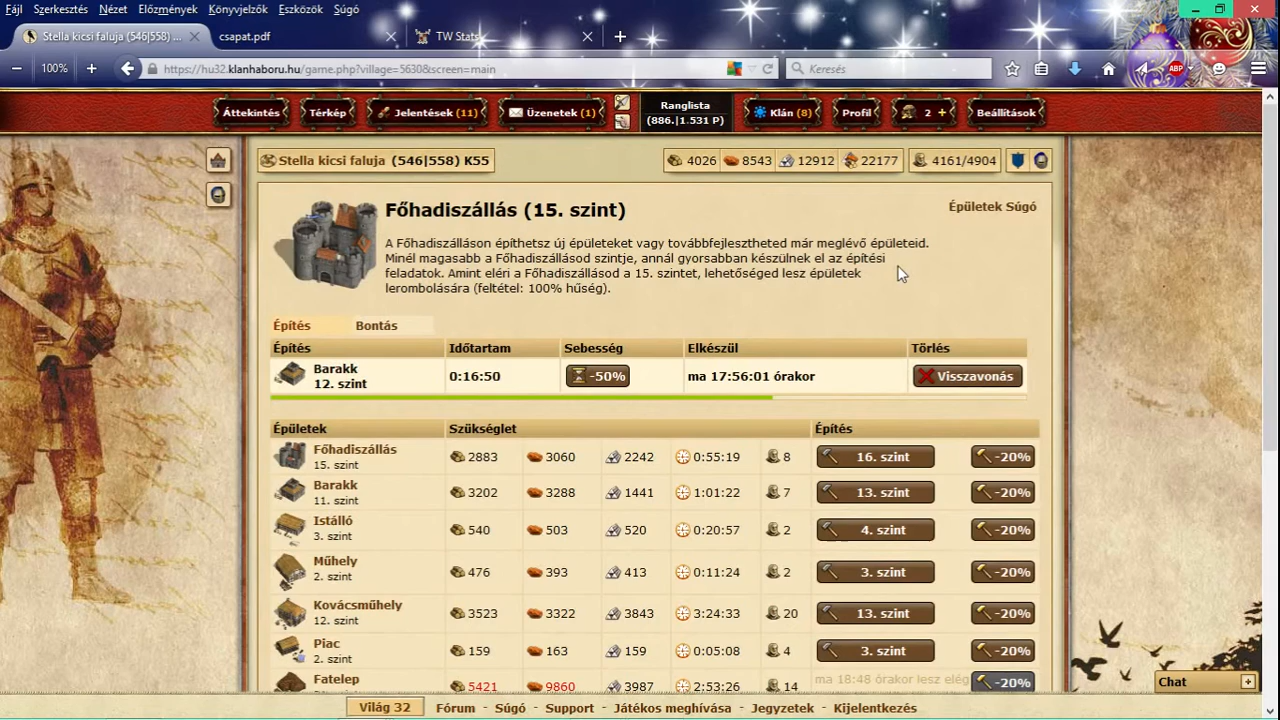 Fájl Szerkesztés Nézet Előzmények Könyvjelzők Eszközök Súgó
Stella kicsi faluja (546|558) ... × csapat.pdf × TW Stats × +
− 100% + https://hu32.klanhaboru.hu/game.php?village=5630&screen=main Keresés ABP
Áttekintés Térkép Jelentések (11) Üzenetek (1) Ranglista Klán (8) Profil 2 + Beállítások
(886.|1.531 P)
Stella kicsi faluja (546|558) K55 4026 8543 12912 22177 4161/4904
Főhadiszállás (15. szint) Épületek Súgó
A Főhadiszálláson építhetsz új épületeket vagy továbbfejlesztheted már meglévő épületeid.
Minél magasabb a Főhadiszállásod szintje, annál gyorsabban készülnek el az építési
feladatok. Amint eléri a Főhadiszállásod a 15. szintet, lehetőséged lesz épületek
lerombolására (feltétel: 100% hűség).
Építés Bontás
Építés Időtartam Sebesség Elkészül Törlés
Barakk
12. szint 0:16:50 -50% ma 17:56:01 órakor Visszavonás
Épületek Szükséglet Építés
Főhadiszállás
15. szint 2883 3060 2242 0:55:19 8 16. szint -20%
Barakk
11. szint 3202 3288 1441 1:01:22 7 13. szint -20%
Istálló
3. szint 540 503 520 0:20:57 2 4. szint -20%
Műhely
2. szint 476 393 413 0:11:24 2 3. szint -20%
Kovácsműhely
12. szint 3523 3322 3843 3:24:33 20 13. szint -20%
Piac
2. szint 159 163 159 0:05:08 4 3. szint -20%
Fatelep 5421 9860 3987 2:53:26 14 ma 18:48 órakor lesz elég -20%
Chat +
Világ 32 Fórum - Súgó - Support - Játékos meghívása - Jegyzetek - Kijelentkezés